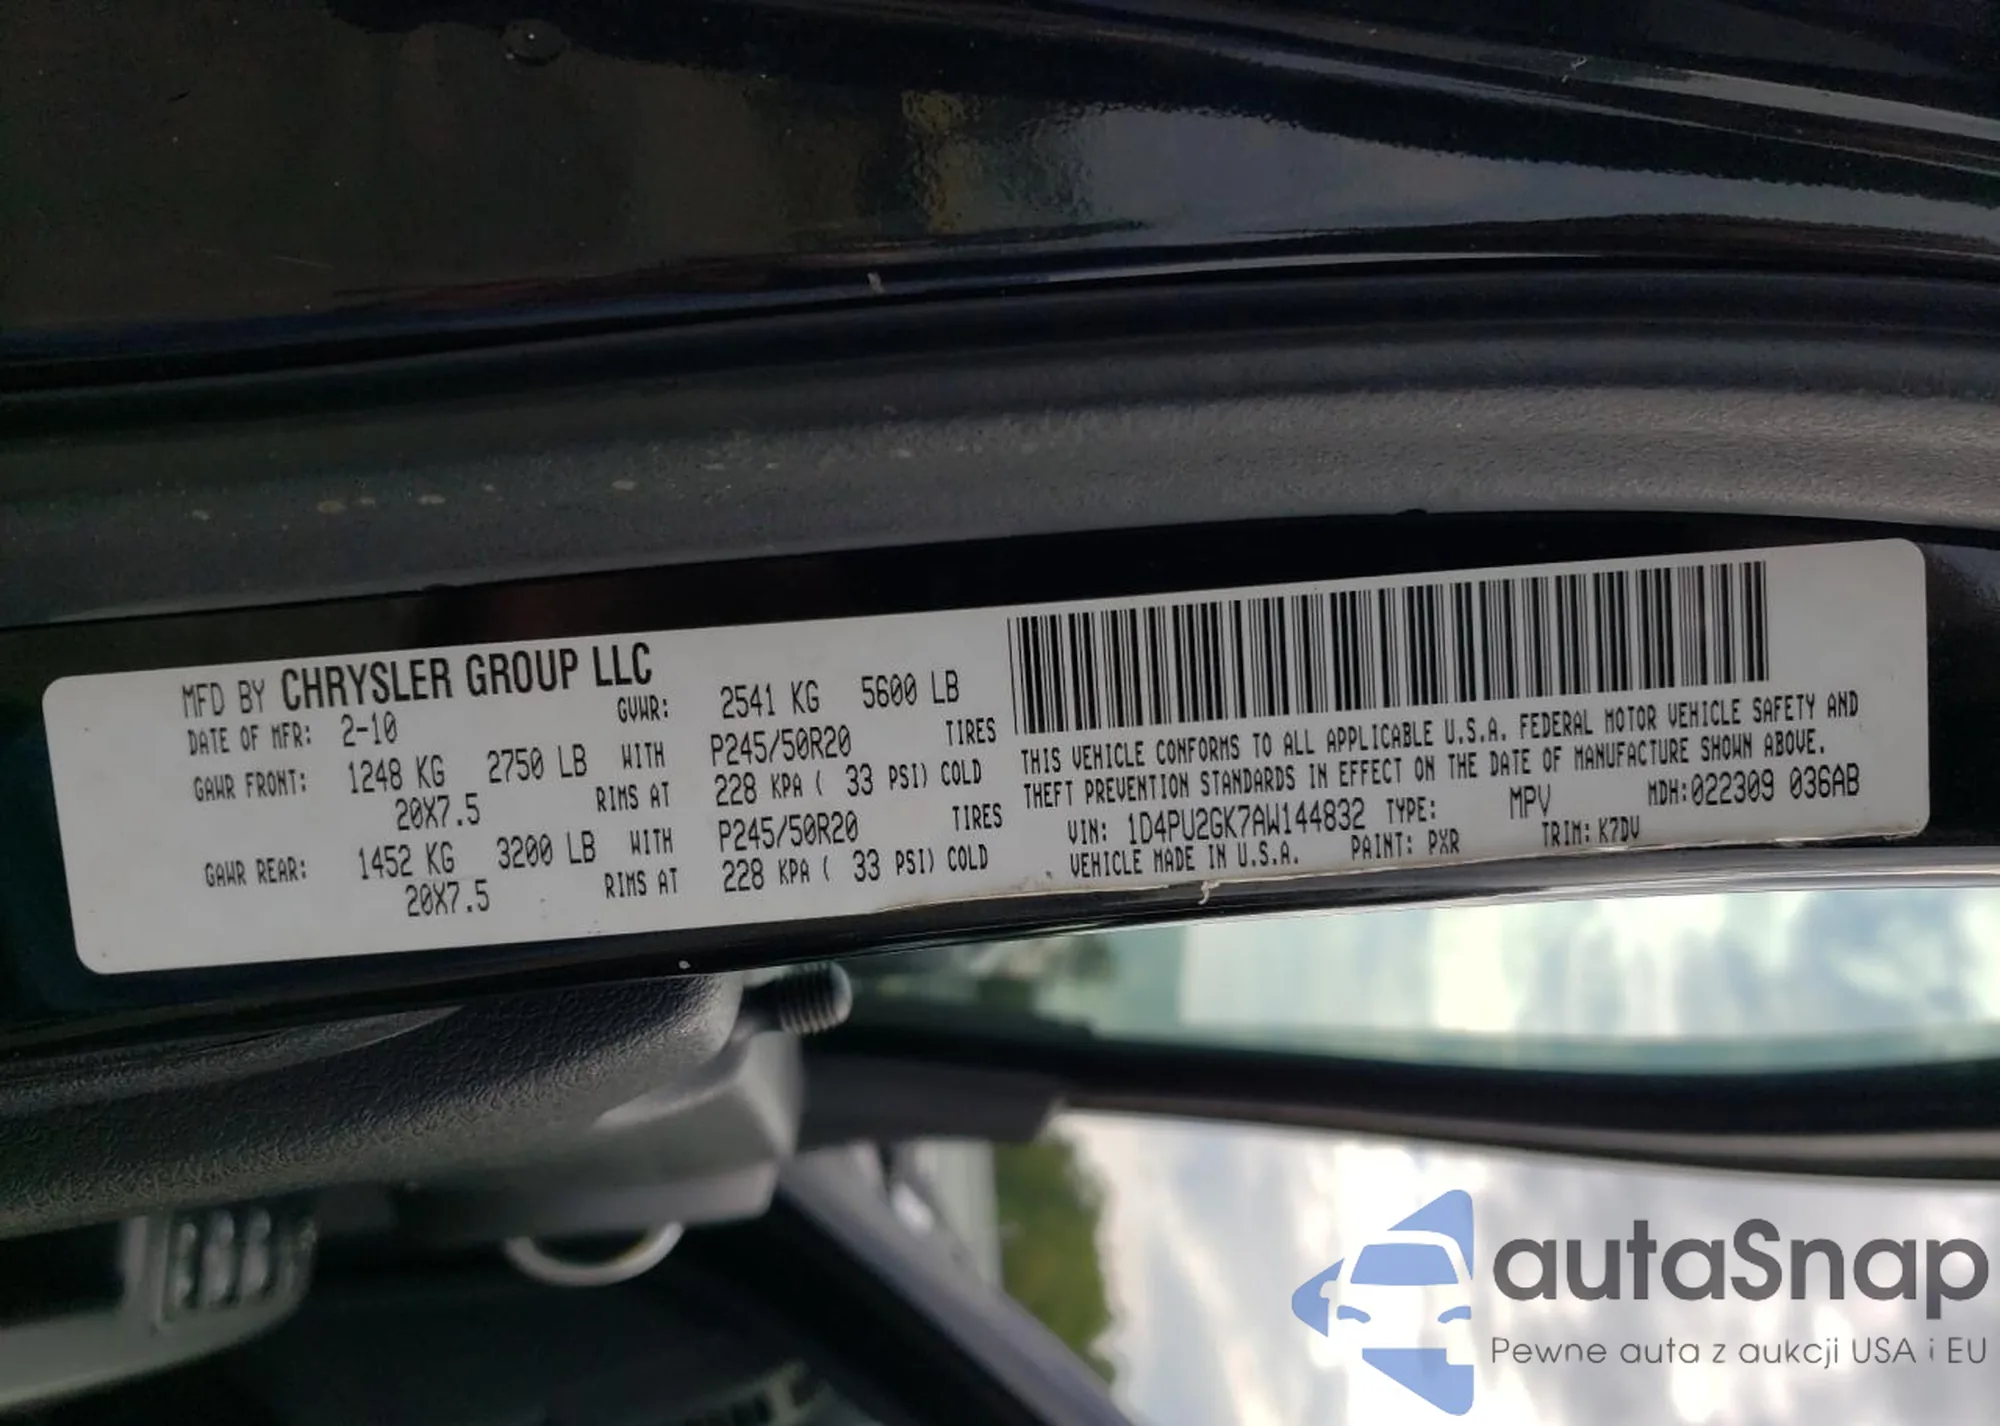 MFD BY CHRYSLER GROUP LLC
DATE OF MFR: 2-10 GVWR: 2541 KG 5600 LB
GAWR FRONT: 1248 KG 2750 LB WITH P245/50R20 TIRES
20X7.5 RIMS AT 228 KPA ( 33 PSI) COLD
GAWR REAR: 1452 KG 3200 LB WITH P245/50R20 TIRES
20X7.5 RIMS AT 228 KPA ( 33 PSI) COLD
THIS VEHICLE CONFORMS TO ALL APPLICABLE U.S.A. FEDERAL MOTOR VEHICLE SAFETY AND
THEFT PREVENTION STANDARDS IN EFFECT ON THE DATE OF MANUFACTURE SHOWN ABOVE.
VIN: 1D4PU2GK7AW144832 TYPE: MPV MDH:022309 036AB
VEHICLE MADE IN U.S.A. PAINT: PXR TRIM: K7DV
autaSnap
Pewne auta z aukcji USA i EU